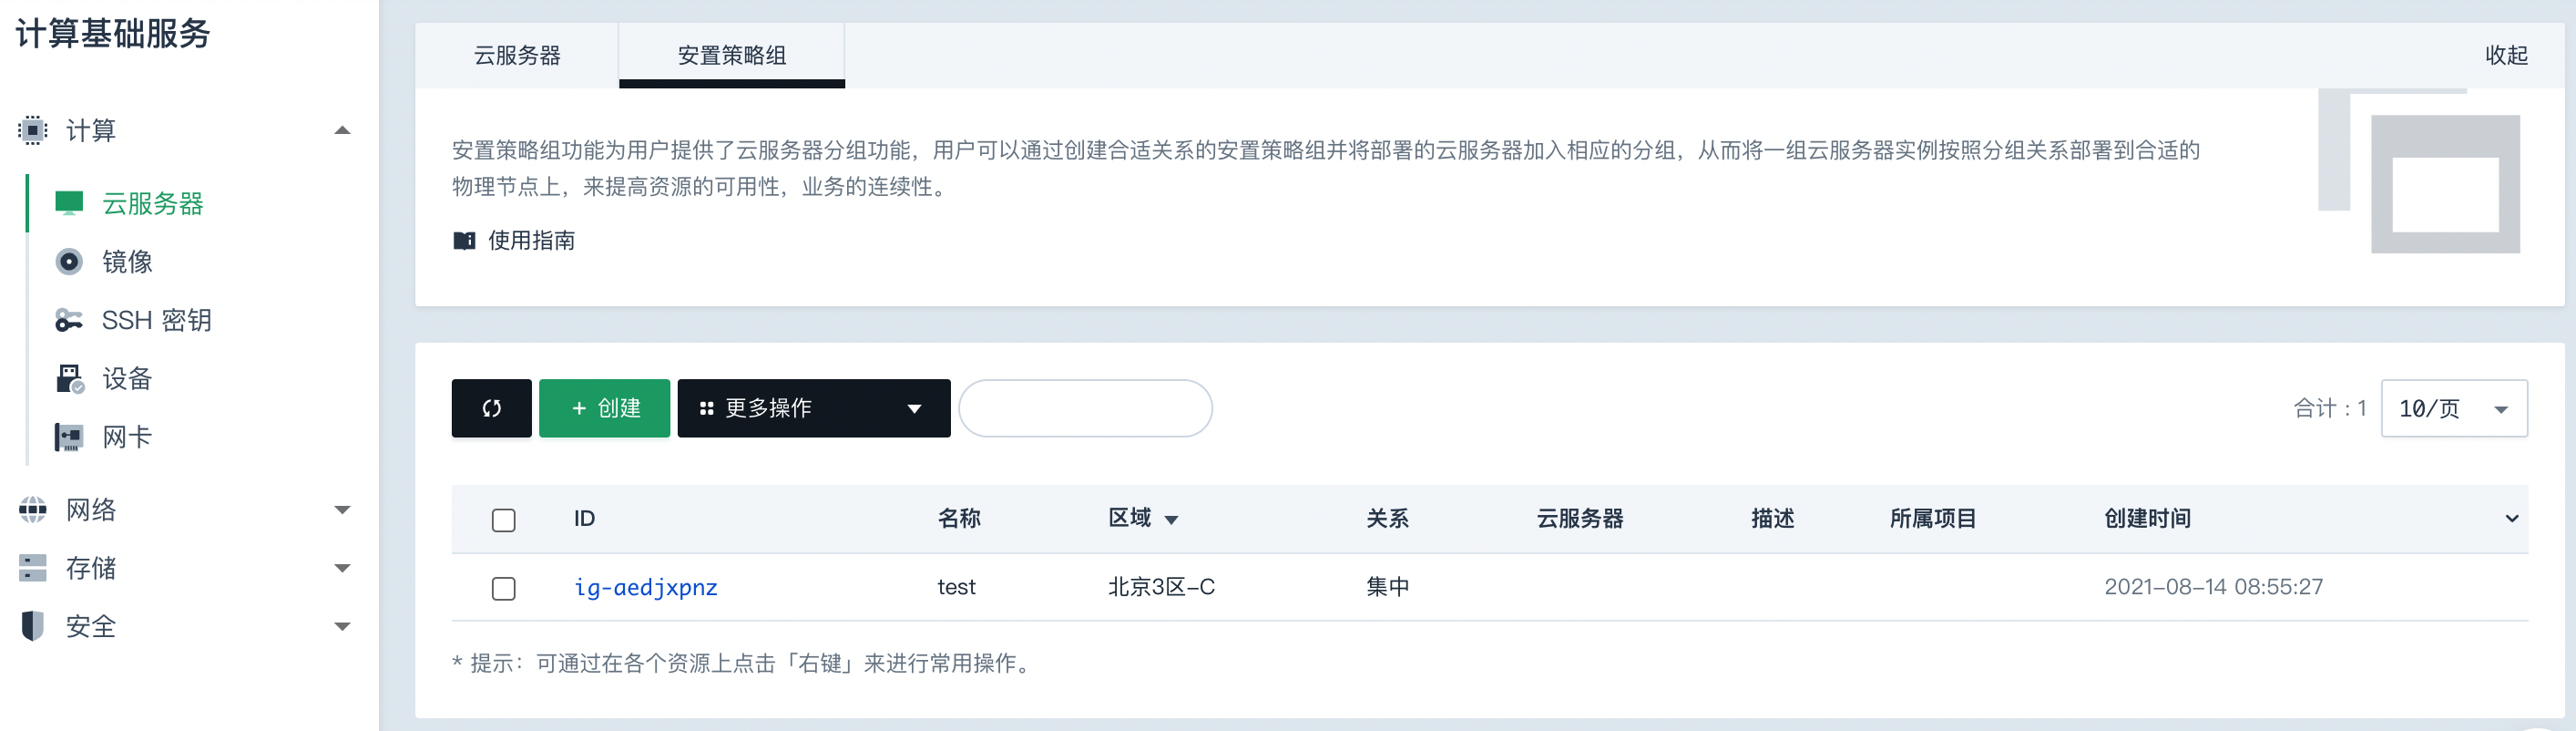 计算基础服务
计算
云服务器
镜像
SSH 密钥
设备
网卡
网络
存储
安全
云服务器 安置策略组 收起
安置策略组功能为用户提供了云服务器分组功能，用户可以通过创建合适关系的安置策略组并将部署的云服务器加入相应的分组，从而将一组云服务器实例按照分组关系部署到合适的
物理节点上，来提高资源的可用性，业务的连续性。
使用指南
+ 创建 更多操作 合计：1 10/页
ID 名称 区域 关系 云服务器 描述 所属项目 创建时间
ig-aedjxpnz test 北京3区-C 集中 2021-08-14 08:55:27
* 提示：可通过在各个资源上点击「右键」来进行常用操作。